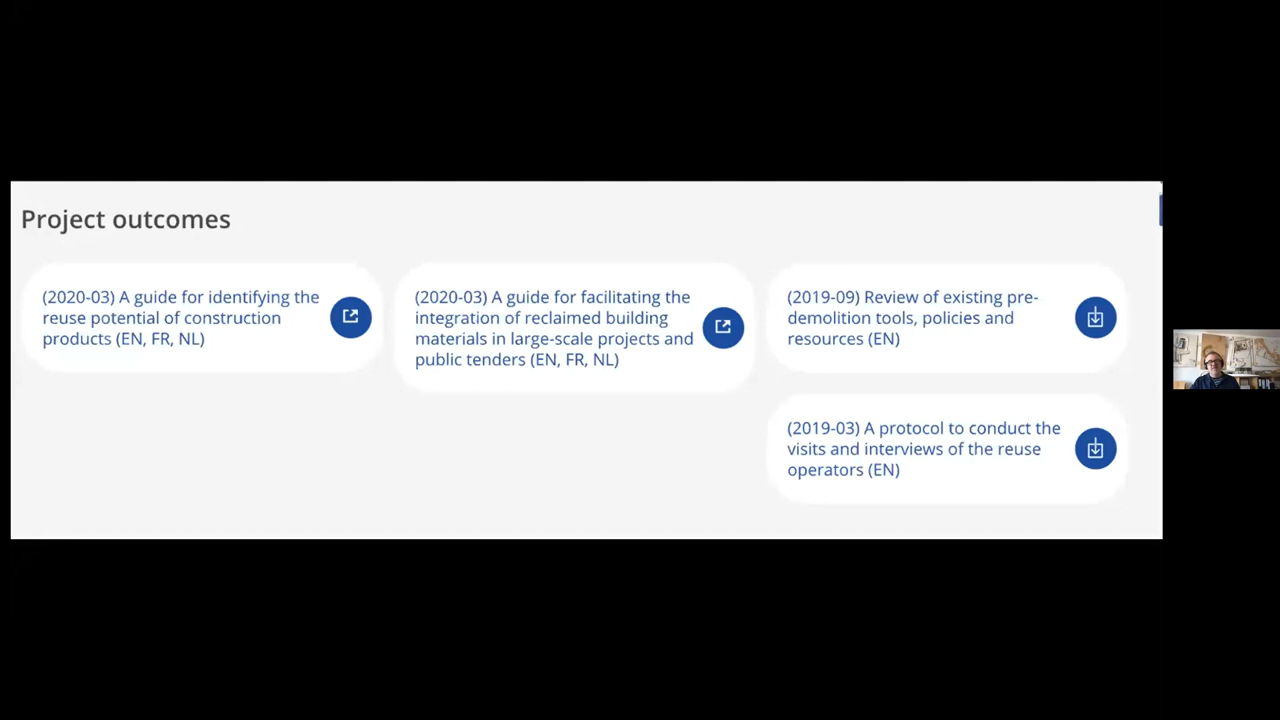 Project outcomes
(2020-03) A guide for identifying the
reuse potential of construction
products (EN, FR, NL)
(2020-03) A guide for facilitating the
integration of reclaimed building
materials in large-scale projects and
public tenders (EN, FR, NL)
(2019-09) Review of existing pre-
demolition tools, policies and
resources (EN)
(2019-03) A protocol to conduct the
visits and interviews of the reuse
operators (EN)